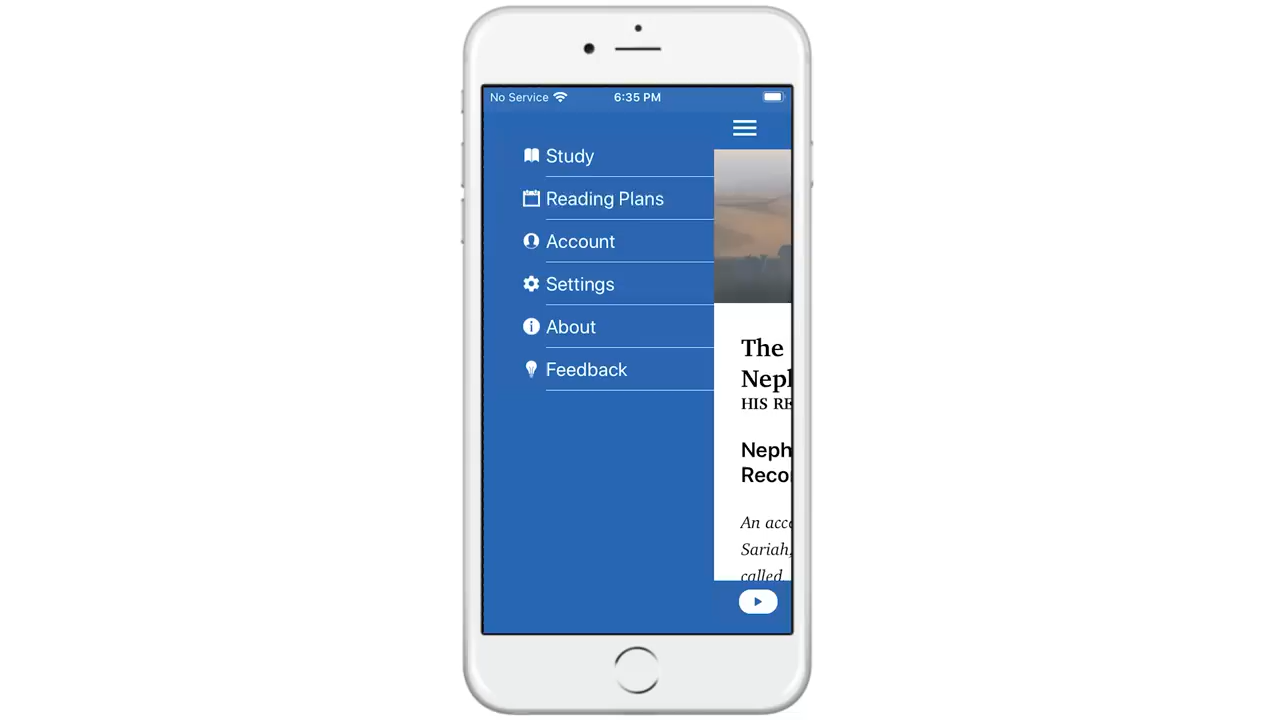 No Service
6:35 PM
Study
Reading Plans
Account
Settings
About
Feedback
The
Neph
HIS RE
Neph
Reco
An acc
Sariah,
called